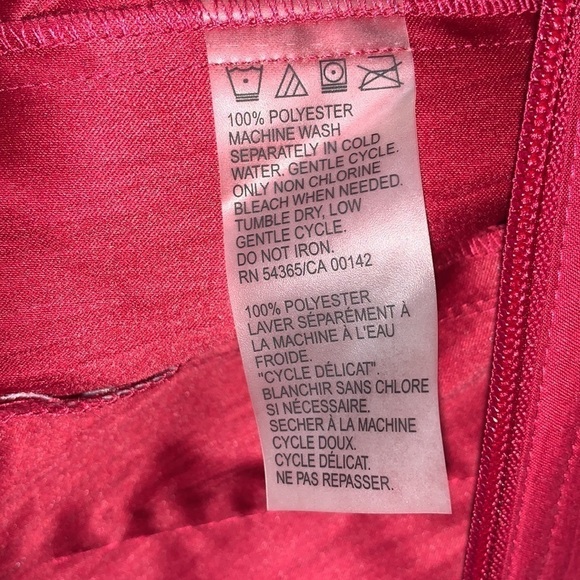 100% POLYESTER
MACHINE WASH
SEPARATELY IN COLD
WATER. GENTLE CYCLE.
ONLY NON CHLORINE
BLEACH WHEN NEEDED.
TUMBLE DRY, LOW
GENTLE CYCLE.
DO NOT IRON.
RN 54365/CA 00142
100% POLYESTER
LAVER SÉPARÉMENT À
LA MACHINE À L'EAU
FROIDE.
"CYCLE DÉLICAT".
BLANCHIR SANS CHLORE
SI NÉCESSAIRE.
SECHER À LA MACHINE
CYCLE DOUX.
CYCLE DÉLICAT.
NE PAS REPASSER.